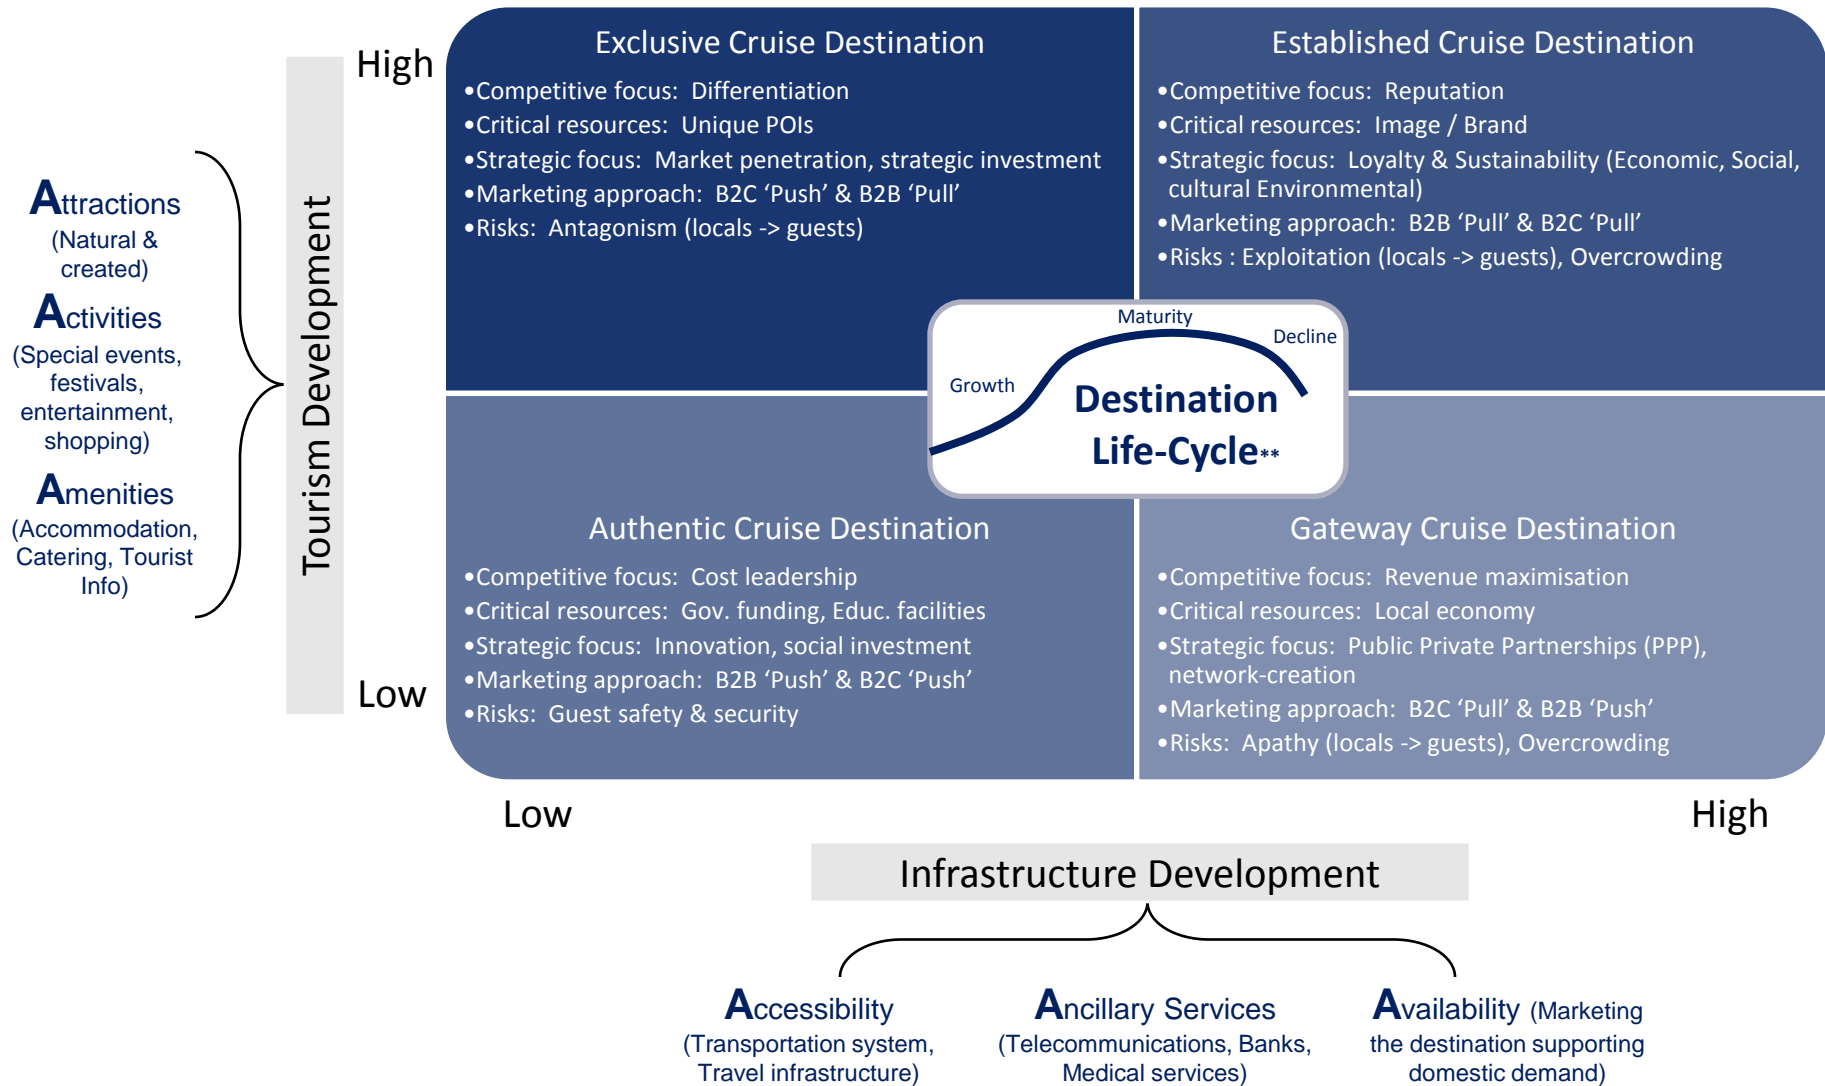 High
Tourism Development
Low
Attractions
(Natural &
created)
Activities
(Special events,
festivals,
entertainment,
shopping)
Amenities
(Accommodation,
Catering, Tourist
Info)
Exclusive Cruise Destination
•Competitive focus: Differentiation
•Critical resources: Unique POIs
•Strategic focus: Market penetration, strategic investment
•Marketing approach: B2C ‘Push’ & B2B ‘Pull’
•Risks: Antagonism (locals -> guests)
Established Cruise Destination
•Competitive focus: Reputation
•Critical resources: Image / Brand
•Strategic focus: Loyalty & Sustainability (Economic, Social,
cultural Environmental)
•Marketing approach: B2B ‘Pull’ & B2C ‘Pull’
•Risks : Exploitation (locals -> guests), Overcrowding
Growth
Maturity
Decline
Destination
Life-Cycle**
Authentic Cruise Destination
•Competitive focus: Cost leadership
•Critical resources: Gov. funding, Educ. facilities
•Strategic focus: Innovation, social investment
•Marketing approach: B2B ‘Push’ & B2C ‘Push’
•Risks: Guest safety & security
Gateway Cruise Destination
•Competitive focus: Revenue maximisation
•Critical resources: Local economy
•Strategic focus: Public Private Partnerships (PPP),
network-creation
•Marketing approach: B2C ‘Pull’ & B2B ‘Push’
•Risks: Apathy (locals -> guests), Overcrowding
Low
High
Infrastructure Development
Accessibility
(Transportation system,
Travel infrastructure)
Ancillary Services
(Telecommunications, Banks,
Medical services)
Availability (Marketing
the destination supporting
domestic demand)